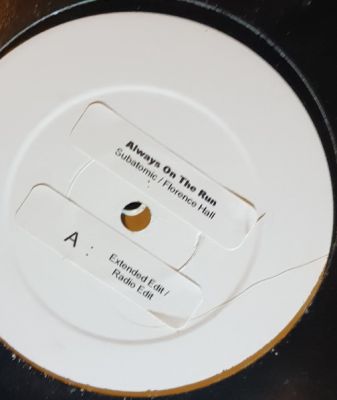 Always On The Run
Subatomic / Florence Hall
A : Extended Edit /
Radio Edit